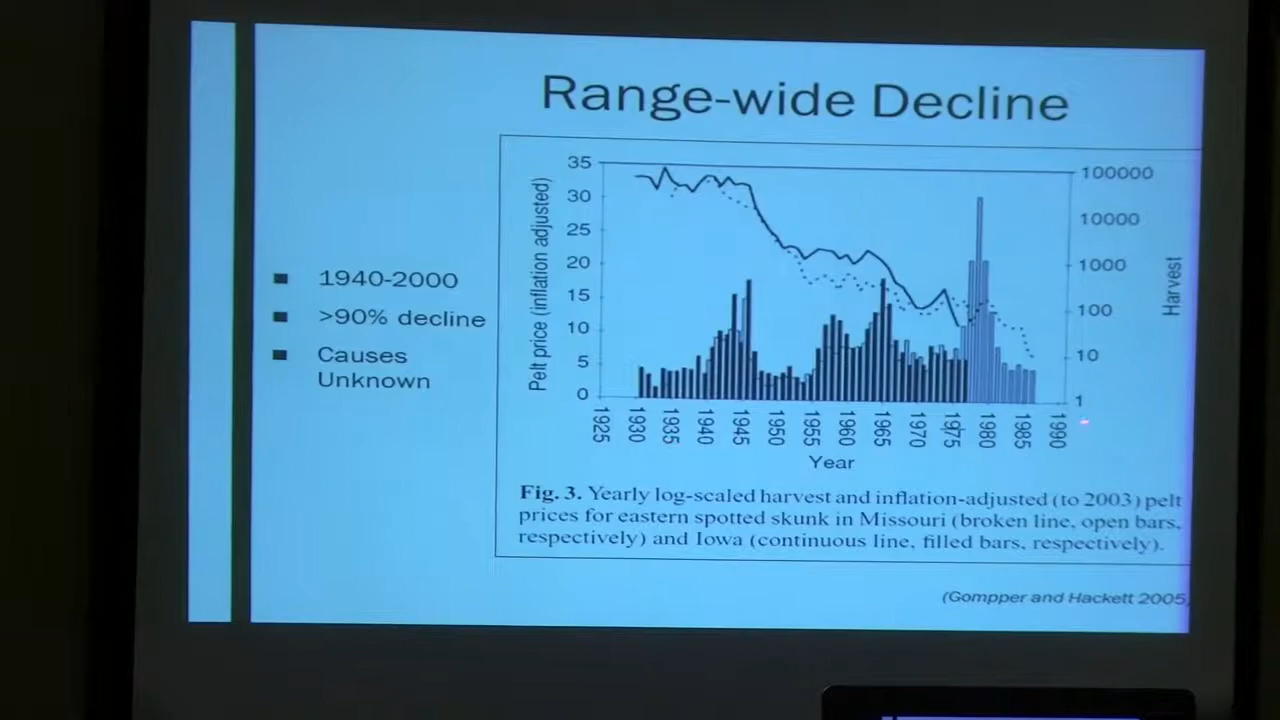 Range-wide Decline
1940-2000
>90% decline
Causes
Unknown
Pelt price (inflation adjusted)
35
30
25
20
15
10
5
0
100000
10000
1000
100
10
1
Harvest
1925
1930
1935
1940
1945
1950
1955
1960
1965
1970
1975
1980
1985
1990
Year
Fig. 3. Yearly log-scaled harvest and inflation-adjusted (to 2003) pelt
prices for eastern spotted skunk in Missouri (broken line, open bars,
respectively) and Iowa (continuous line, filled bars, respectively).
(Gompper and Hackett 2005)